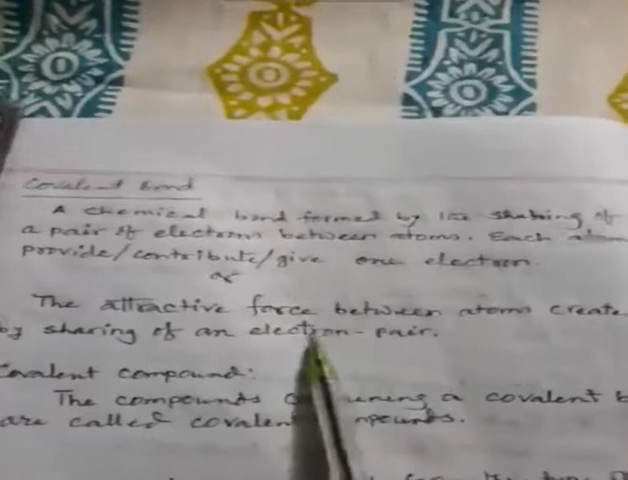 Covalent Bond
A chemical bond formed by the sharing of
a pair of electrons between atoms. Each atom
provide/contribute/give one electron.
or
The attractive force between atoms create
by sharing of an electron-pair.
Covalent compound:
The compounds a covalent
are called covalent